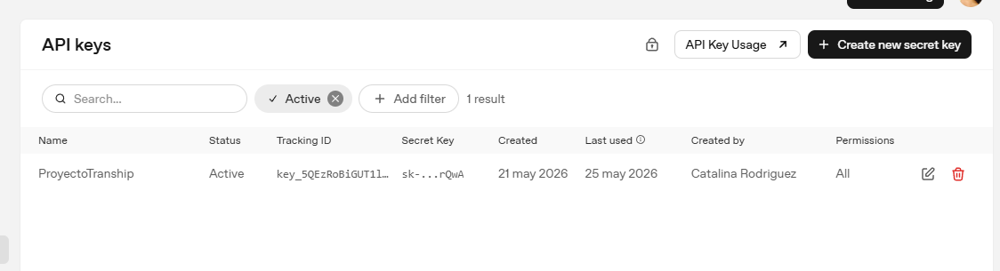 API keys
API Key Usage
Create new secret key
Search...
Active
Add filter
1 result
Name Status Tracking ID Secret Key Created Last used Created by Permissions
ProyectoTranship Active key_5QEzRoBiGUT1l… sk-...rQwA 21 may 2026 25 may 2026 Catalina Rodriguez All